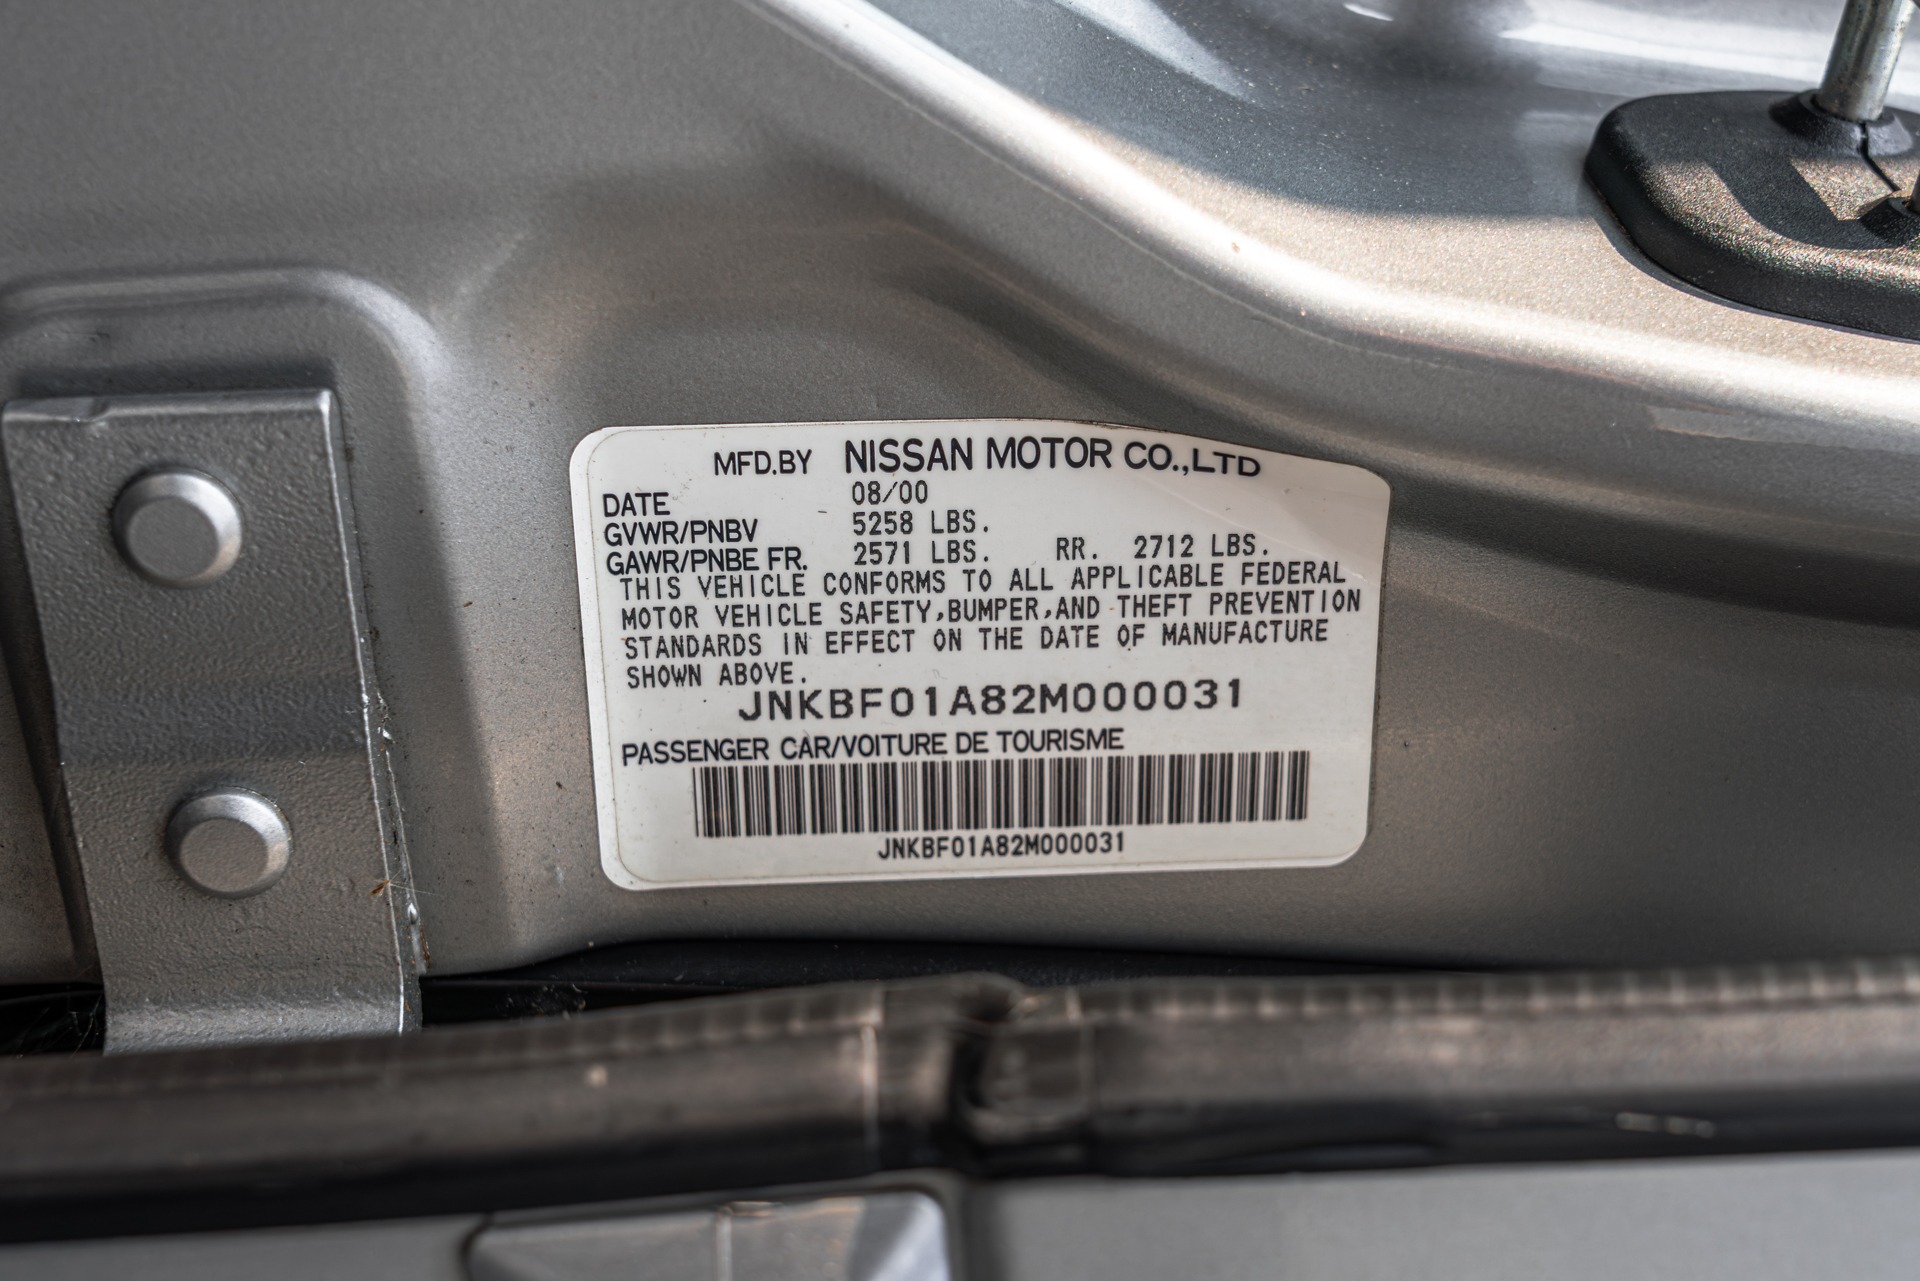 MFD.BY NISSAN MOTOR CO.,LTD
DATE 08/00
GVWR/PNBV 5258 LBS.
GAWR/PNBE FR. 2571 LBS. RR. 2712 LBS.
THIS VEHICLE CONFORMS TO ALL APPLICABLE FEDERAL
MOTOR VEHICLE SAFETY,BUMPER,AND THEFT PREVENTION
STANDARDS IN EFFECT ON THE DATE OF MANUFACTURE
SHOWN ABOVE.
JNKBF01A82M000031
PASSENGER CAR/VOITURE DE TOURISME
JNKBF01A82M000031